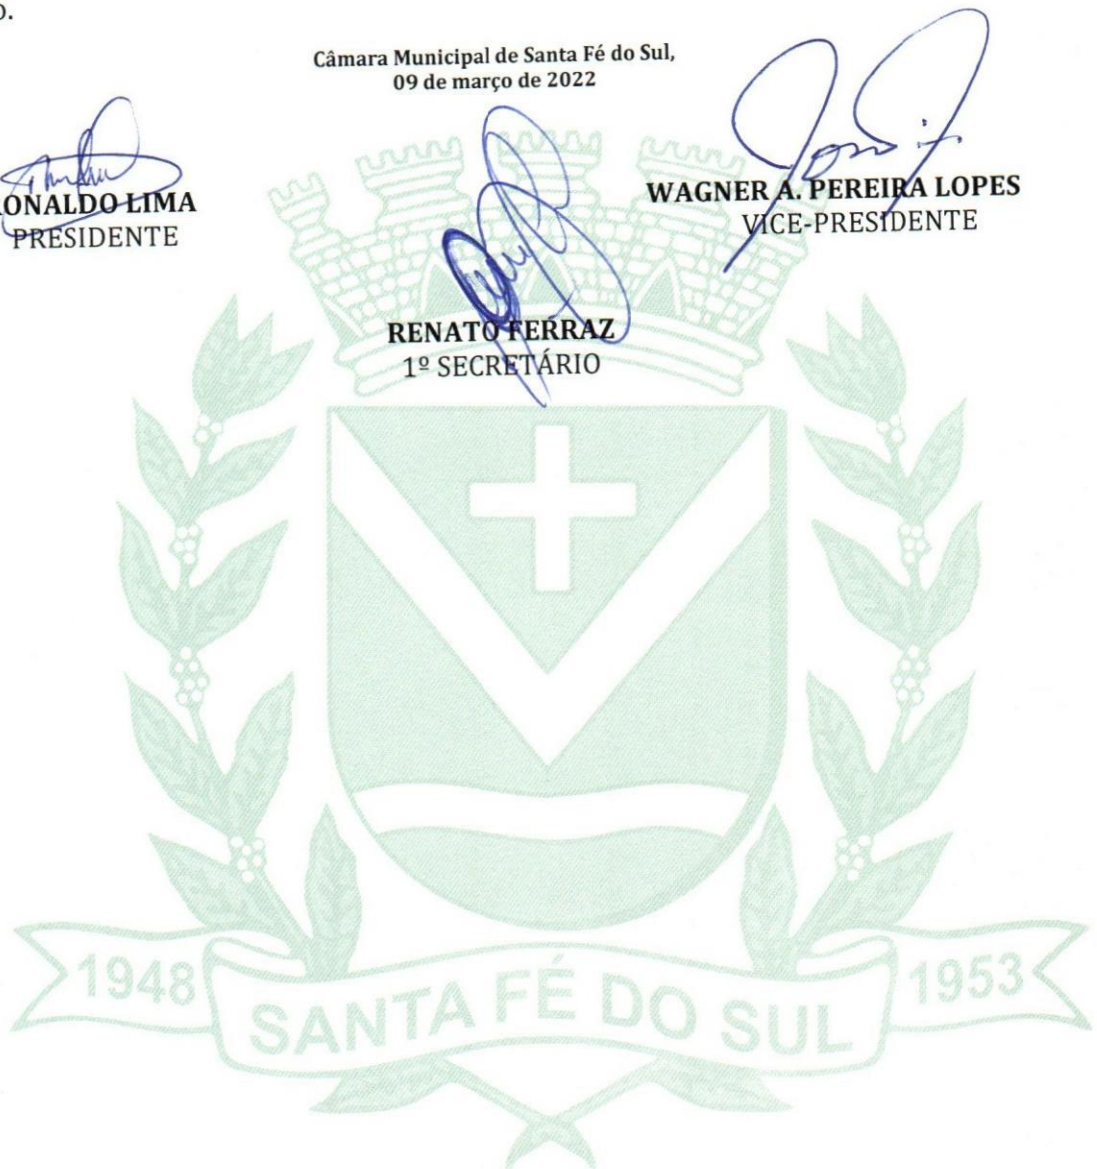 o.
Câmara Municipal de Santa Fé do Sul,
09 de março de 2022
RONALDO LIMA
PRESIDENTE
WAGNER A. PEREIRA LOPES
VICE-PRESIDENTE
RENATO FERRAZ
1º SECRETÁRIO
1948
SANTA FÉ DO SUL
1953